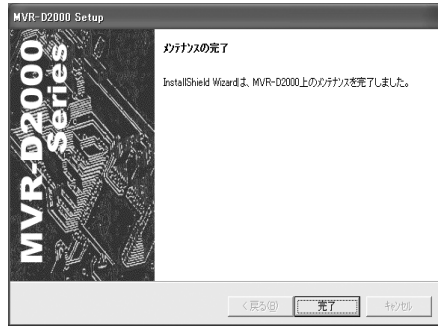 MVR-D2000 Setup
MVR-D2000
Series
ﾒﾝﾃﾅﾝｽの完了
InstallShield Wizardは、MVR-D2000上のﾒﾝﾃﾅﾝｽを完了しました。
< 戻る(B)
完了
ｷｬﾝｾﾙ